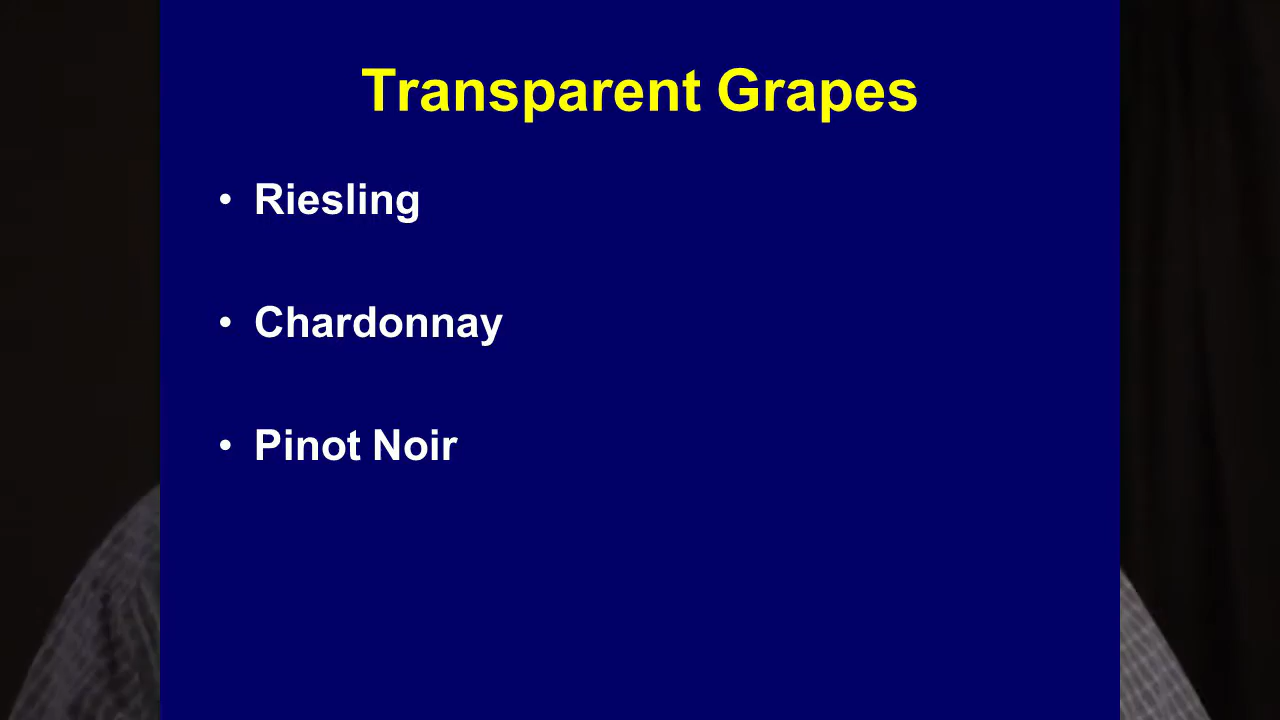 Transparent Grapes
• Riesling
• Chardonnay
• Pinot Noir